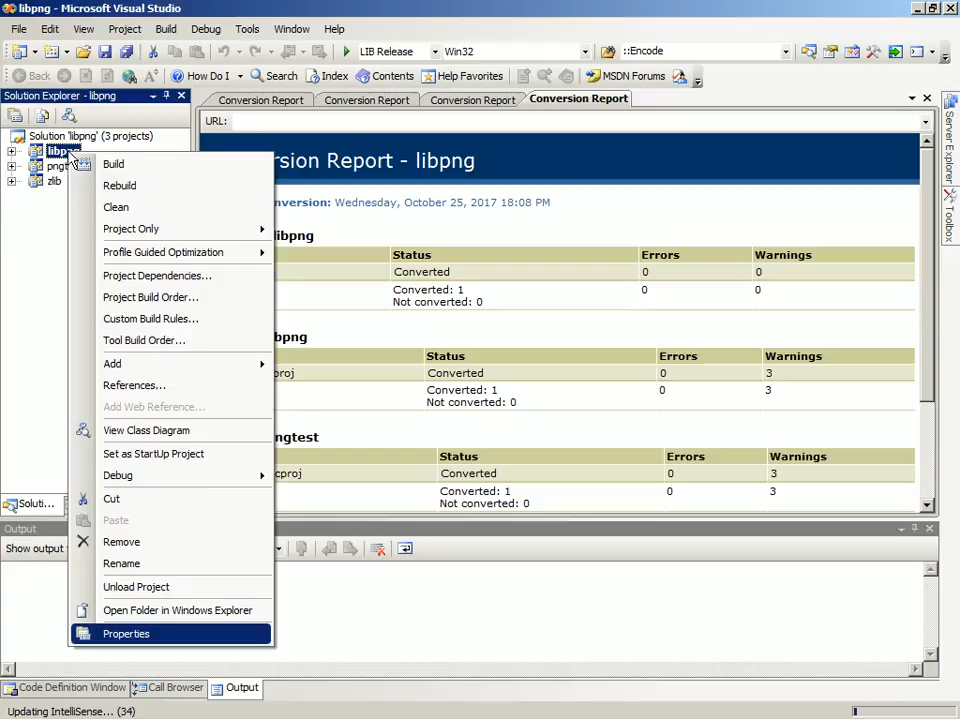 libpng - Microsoft Visual Studio
File Edit View Project Build Debug Tools Window Help
LIB Release Win32 ::Encode
Back How Do I Search Index Contents Help Favorites MSDN Forums
Solution Explorer - libpng
Conversion Report Conversion Report Conversion Report Conversion Report
URL:
Solution 'libpng' (3 projects)
libpng
pngt
zlib
sion Report - libpng
nversion: Wednesday, October 25, 2017 18:08 PM
libpng
Status Errors Warnings
Converted 0 0
Converted: 1 0 0
Not converted: 0
bpng
Status Errors Warnings
proj Converted 0 3
Converted: 1 0 3
Not converted: 0
ngtest
Status Errors Warnings
cproj Converted 0 3
Converted: 1 0 3
Not converted: 0
Build
Rebuild
Clean
Project Only
Profile Guided Optimization
Project Dependencies...
Project Build Order...
Custom Build Rules...
Tool Build Order...
Add
References...
Add Web Reference...
View Class Diagram
Set as StartUp Project
Debug
Cut
Paste
Remove
Rename
Unload Project
Open Folder in Windows Explorer
Properties
Server Explorer
Toolbox
Soluti...
Output
Show output
Code Definition Window Call Browser Output
Updating IntelliSense... (34)